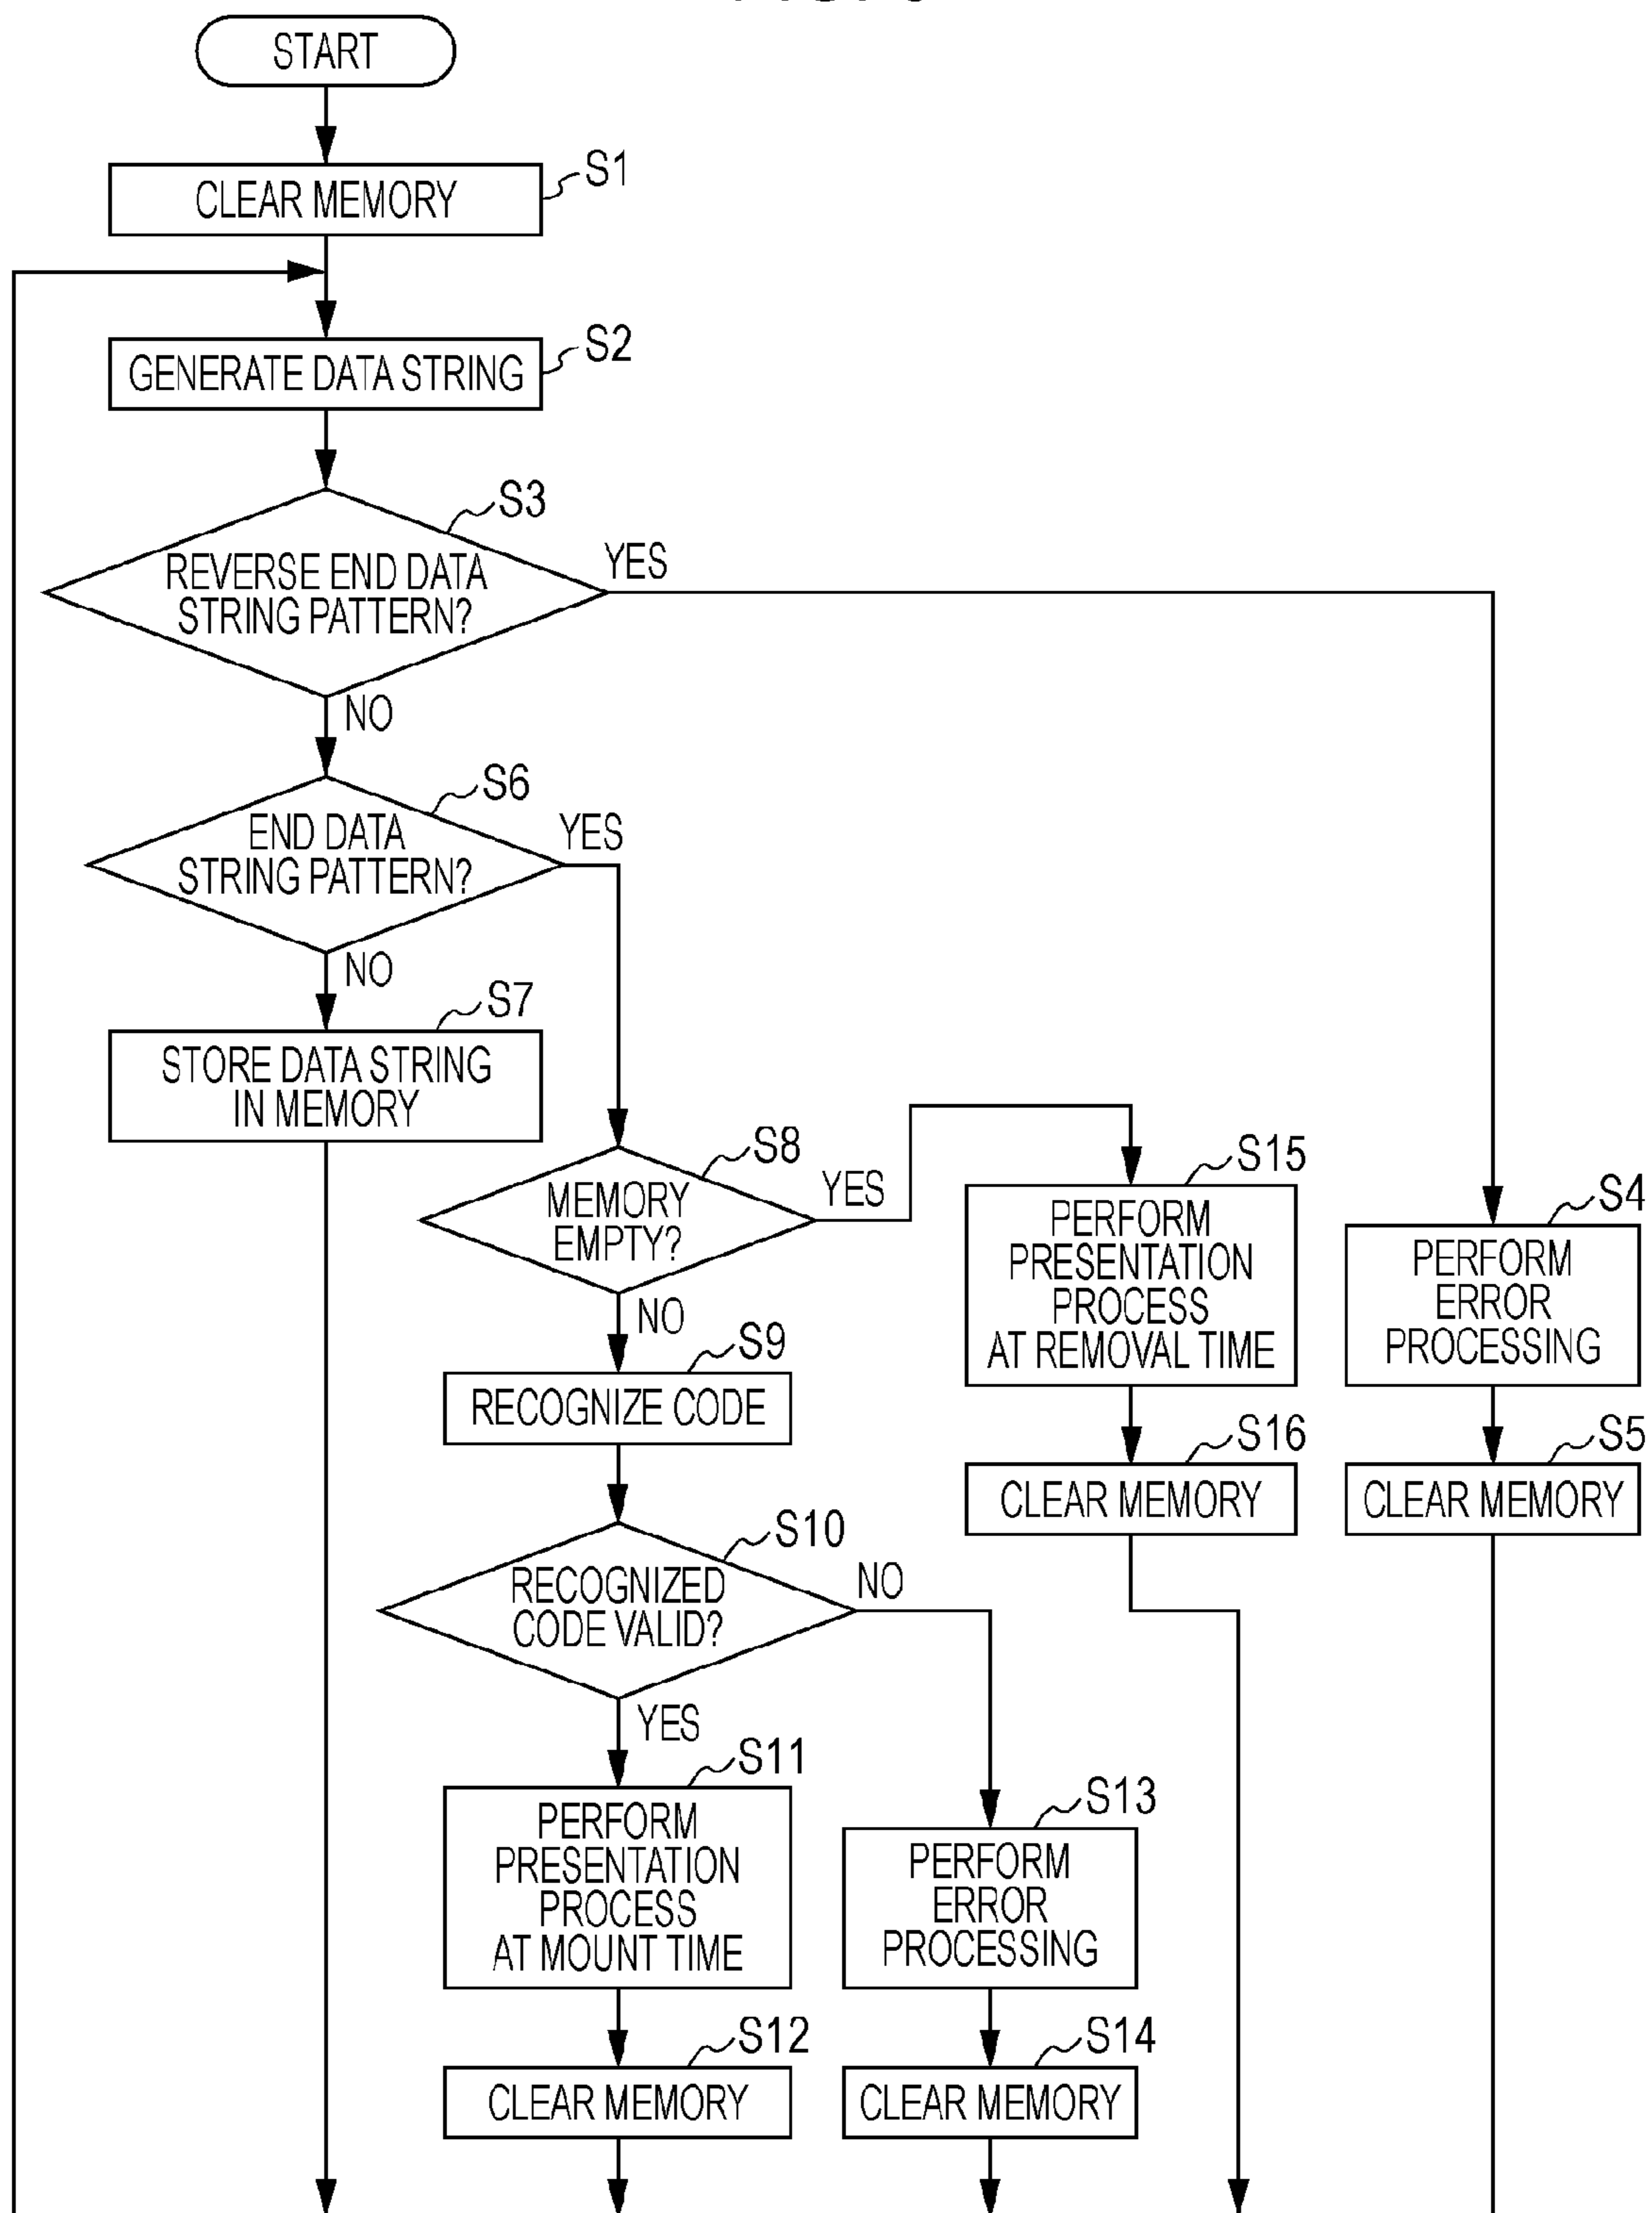 START
CLEAR MEMORY
S1
GENERATE DATA STRING
S2
S3
REVERSE END DATA
STRING PATTERN?
YES
NO
S6
END DATA
STRING PATTERN?
YES
NO
S7
STORE DATA STRING
IN MEMORY
S8
MEMORY
EMPTY?
YES
NO
S15
PERFORM
PRESENTATION
PROCESS
AT REMOVAL TIME
S4
PERFORM
ERROR
PROCESSING
S9
RECOGNIZE CODE
S16
CLEAR MEMORY
S5
CLEAR MEMORY
S10
RECOGNIZED
CODE VALID?
NO
YES
S11
PERFORM
PRESENTATION
PROCESS
AT MOUNT TIME
S13
PERFORM
ERROR
PROCESSING
S12
CLEAR MEMORY
S14
CLEAR MEMORY